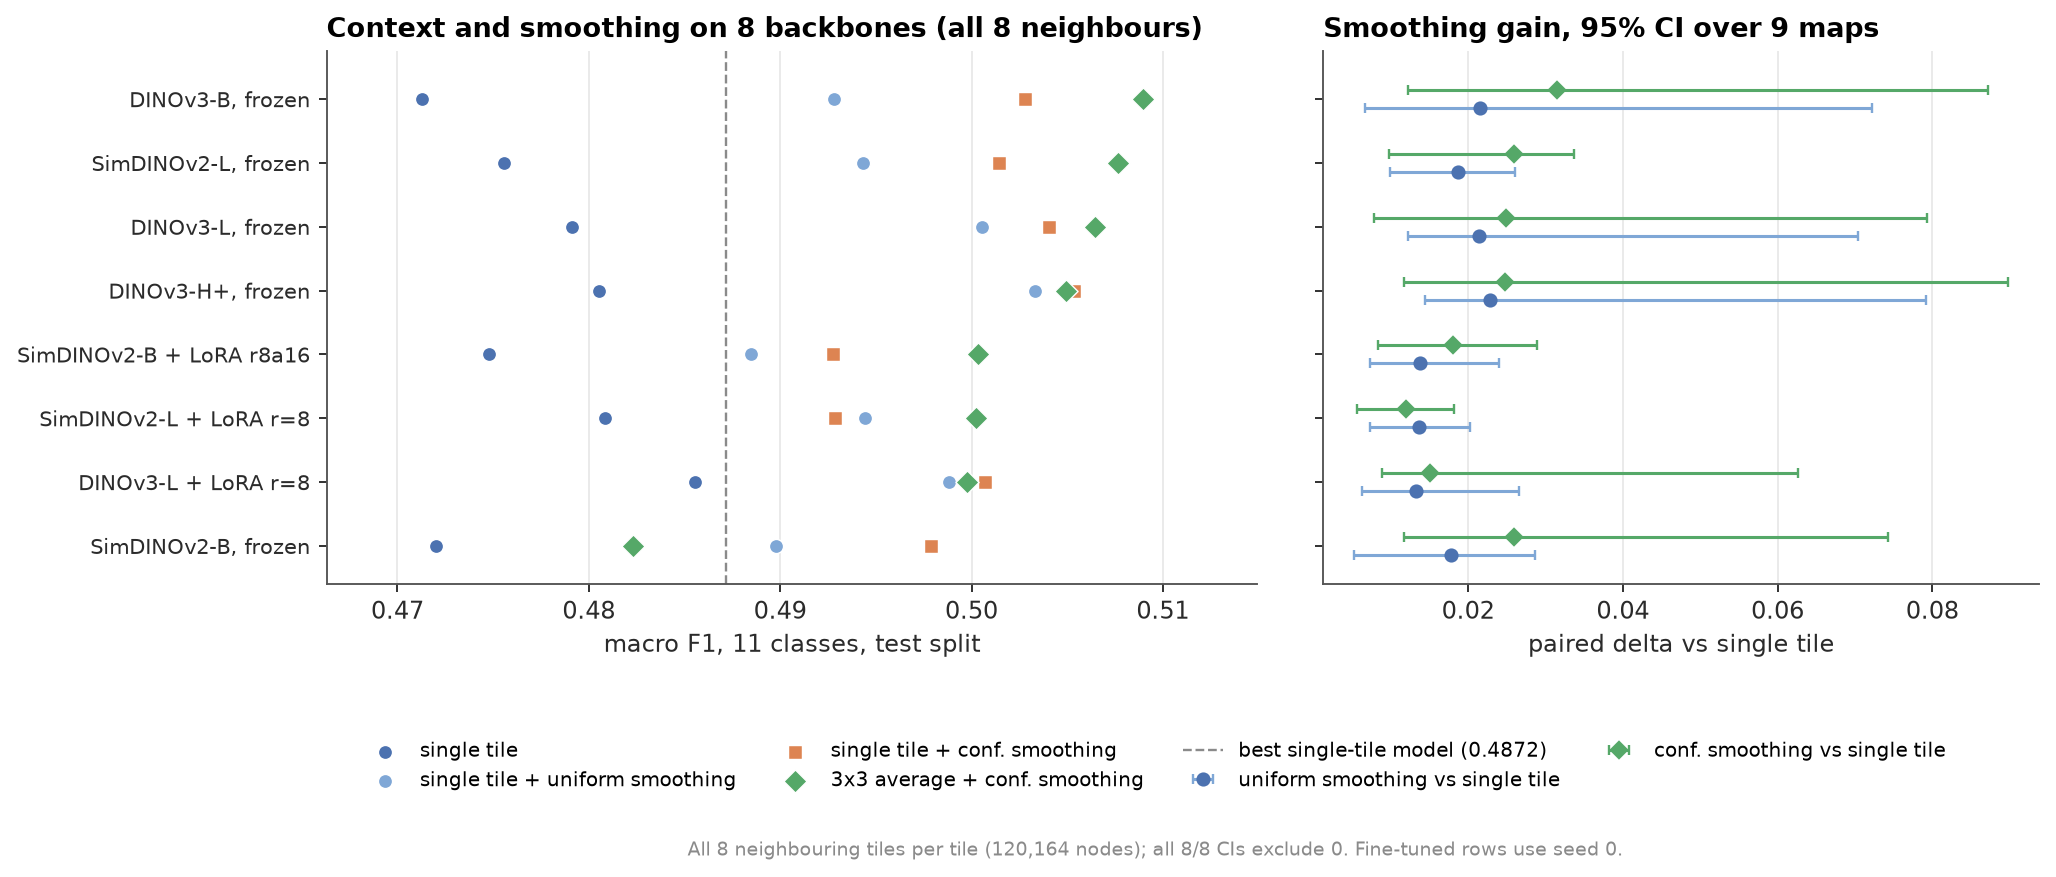 Context and smoothing on 8 backbones (all 8 neighbours)
Smoothing gain, 95% CI over 9 maps
DINOv3-B, frozen
SimDINOv2-L, frozen
DINOv3-L, frozen
DINOv3-H+, frozen
SimDINOv2-B + LoRA r8a16
SimDINOv2-L + LoRA r=8
DINOv3-L + LoRA r=8
SimDINOv2-B, frozen
0.47 0.48 0.49 0.50 0.51
macro F1, 11 classes, test split
0.02 0.04 0.06 0.08
paired delta vs single tile
single tile
single tile + uniform smoothing
single tile + conf. smoothing
3x3 average + conf. smoothing
best single-tile model (0.4872)
uniform smoothing vs single tile
conf. smoothing vs single tile
All 8 neighbouring tiles per tile (120,164 nodes); all 8/8 CIs exclude 0. Fine-tuned rows use seed 0.